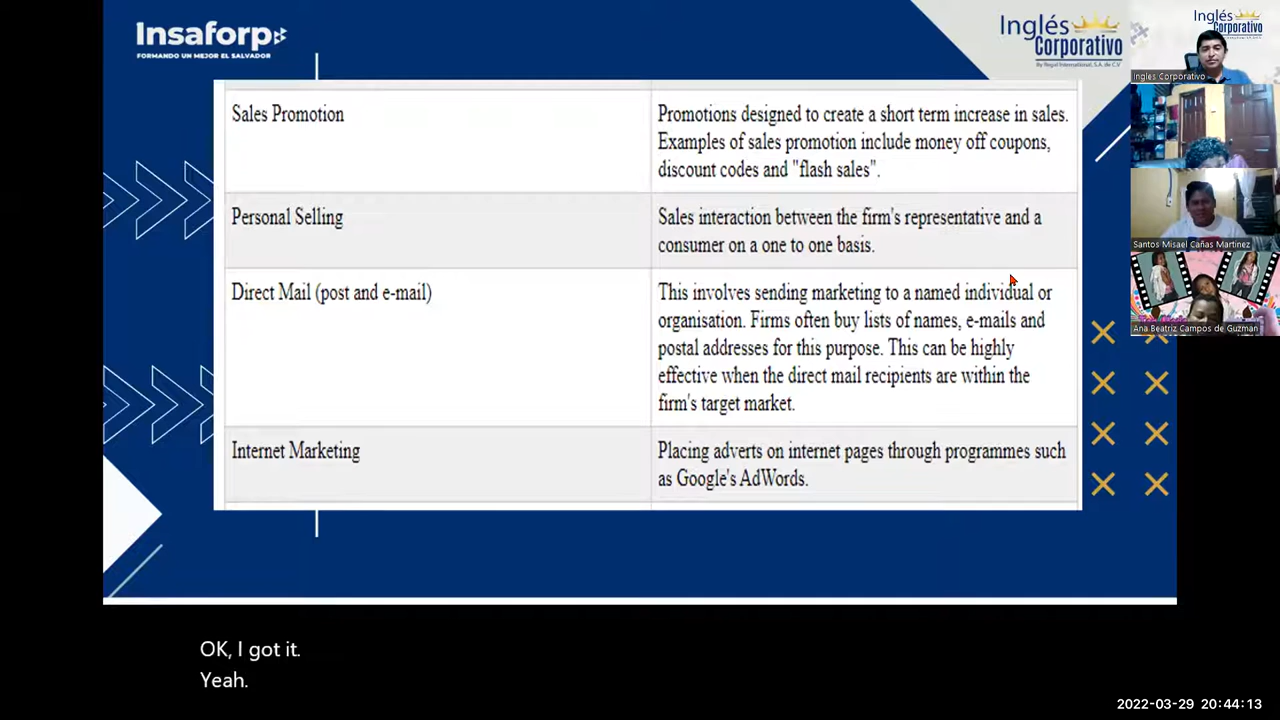 Insaforp
FORMANDO UN MEJOR EL SALVADOR
Inglés
Corporativo
By Regal International, S.A. de C.V
Inglés
Corporativo
Ingles Corporativo
Santos Misael Cañas Martinez
Ana Beatriz Campos de Guzmán
Sales Promotion
Promotions designed to create a short term increase in sales.
Examples of sales promotion include money off coupons,
discount codes and "flash sales".
Personal Selling
Sales interaction between the firm's representative and a
consumer on a one to one basis.
Direct Mail (post and e-mail)
This involves sending marketing to a named individual or
organisation. Firms often buy lists of names, e-mails and
postal addresses for this purpose. This can be highly
effective when the direct mail recipients are within the
firm's target market.
Internet Marketing
Placing adverts on internet pages through programmes such
as Google's AdWords.
OK, I got it.
Yeah.
2022-03-29 20:44:13